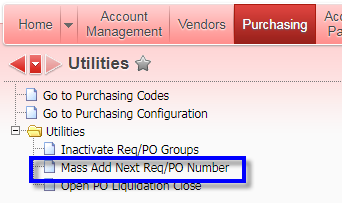 Home
Account Management
Vendors
Purchasing
Utilities
Go to Purchasing Codes
Go to Purchasing Configuration
Utilities
Inactivate Req/PO Groups
Mass Add Next Req/PO Number
Open PO Liquidation Close